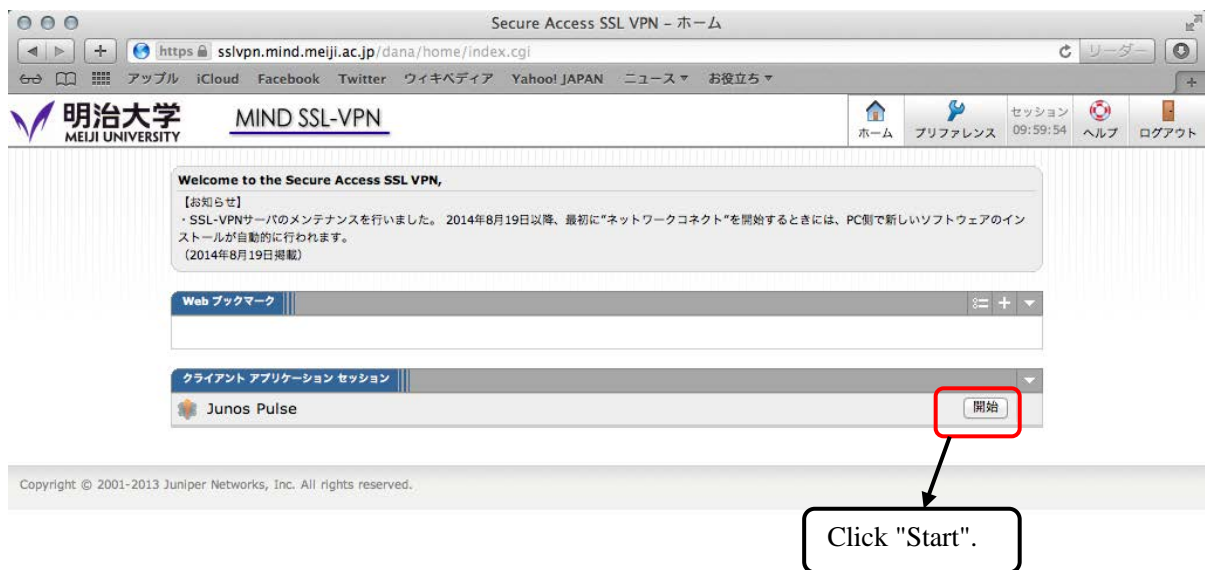 Secure Access SSL VPN – ホーム
https sslvpn.mind.meiji.ac.jp/dana/home/index.cgi リーダー
アップル iCloud Facebook Twitter ウィキペディア Yahoo! JAPAN ニュース▼ お役立ち▼
明治大学
MEIJI UNIVERSITY
MIND SSL-VPN
ホーム
プリファレンス
セッション
09:59:54
ヘルプ
ログアウト
Welcome to the Secure Access SSL VPN,
【お知らせ】
・SSL-VPNサーバのメンテナンスを行いました。 2014年8月19日以降、最初に"ネットワークコネクト"を開始するときには、PC側で新しいソフトウェアのイン
ストールが自動的に行われます。
（2014年8月19日掲載）
Web ブックマーク
クライアント アプリケーション セッション
Junos Pulse
開始
Copyright © 2001-2013 Juniper Networks, Inc. All rights reserved.
Click "Start".